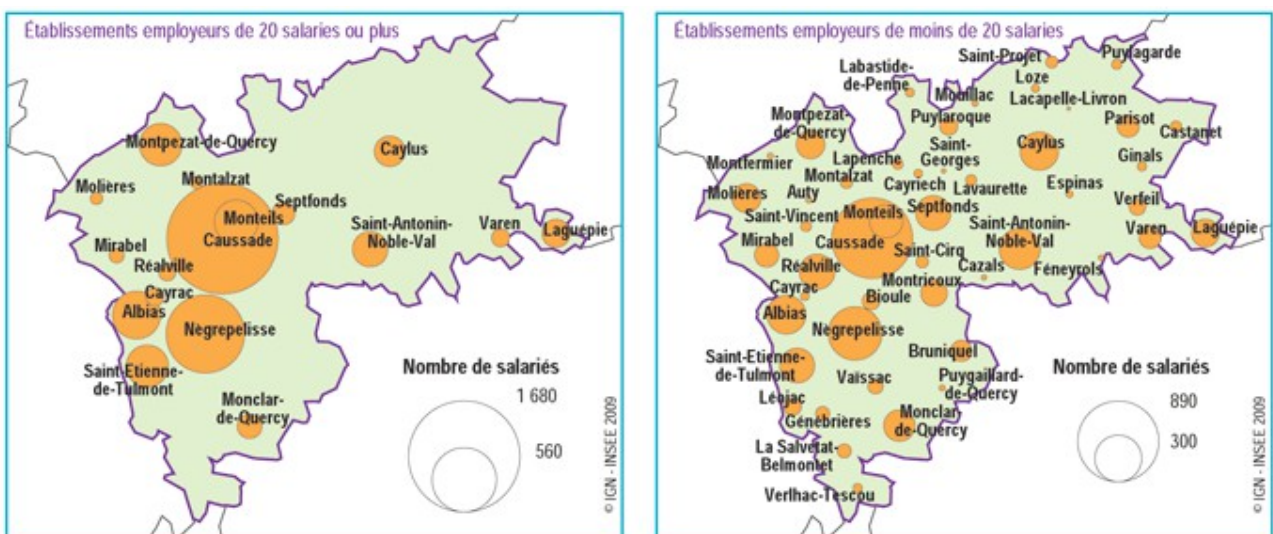 Établissements employeurs de 20 salaries ou plus
Montpezat-de-Quercy
Caylus
Molières
Montalzat
Septfonds
Monteils
Caussade
Saint-Antonin-
Noble-Val
Varen
Laguépie
Mirabel
Réalville
Cayrac
Albias
Nègrepelisse
Saint-Etienne-
de-Tulmont
Monclar-
de-Quercy
Nombre de salariés
1 680
560
© IGN - INSEE 2009
Établissements employeurs de moins de 20 salaries
Saint-Projet
Puylagarde
Labastide-
de-Penne
Loze
Mouillac
Lacapelle-Livron
Montpezat-
de-Quercy
Puylaroque
Parisot
Castanet
Saint-
Georges
Caylus
Montfermier
Lapenche
Ginals
Molières
Auty
Montalzat
Cayriech
Lavaurette
Espinas
Verfeil
Saint-Vincent
Monteils
Septfonds
Saint-Antonin-
Noble-Val
Varen
Laguépie
Mirabel
Caussade
Saint-Cirq
Cazals
Féneyrols
Réalville
Montricoux
Cayrac
Bioule
Albias
Nègrepelisse
Bruniquel
Saint-Etienne-
de-Tulmont
Vaïssac
Puygaillard-
de-Quercy
Léojac
Génébrières
Monclar-
de-Quercy
La Salvetat-
Belmontet
Verlhac-Tescou
Nombre de salariés
890
300
© IGN - INSEE 2009